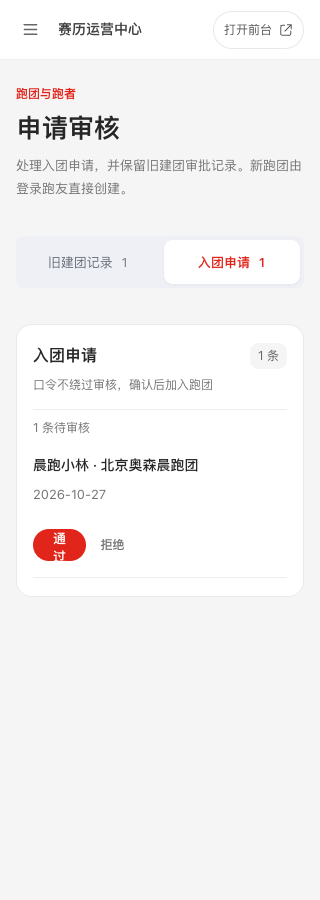 赛历运营中心
打开前台
跑团与跑者
申请审核
处理入团申请，并保留旧建团审批记录。新跑团由
登录跑友直接创建。
旧建团记录 1
入团申请 1
入团申请
1 条
口令不绕过审核，确认后加入跑团
1 条待审核
晨跑小林 · 北京奥森晨跑团
2026-10-27
通
过
拒绝